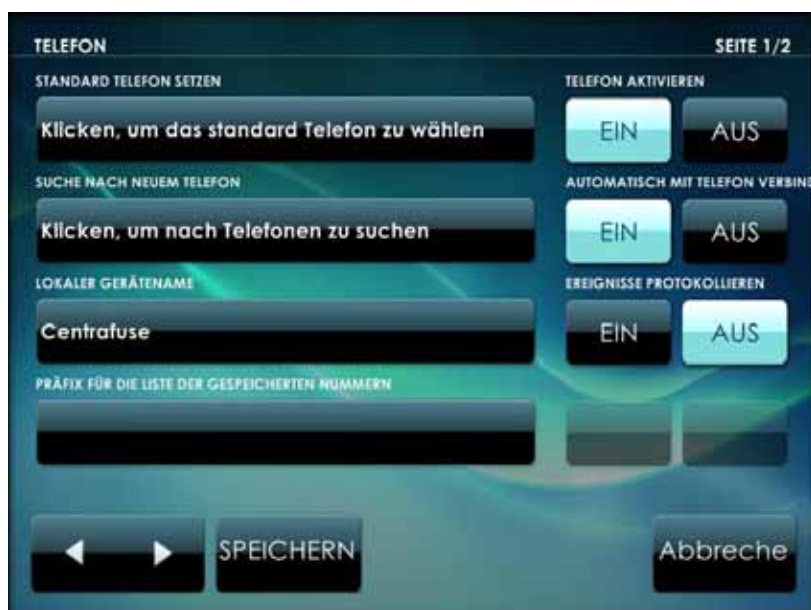 TELEFON
SEITE 1/2
STANDARD TELEFON SETZEN
Klicken, um das standard Telefon zu wählen
TELEFON AKTIVIEREN
EIN AUS
SUCHE NACH NEUEM TELEFON
Klicken, um nach Telefonen zu suchen
AUTOMATISCH MIT TELEFON VERBIND
EIN AUS
LOKALER GERÄTENAME
Centrafuse
EREIGNISSE PROTOKOLLIEREN
EIN AUS
PRÄFIX FÜR DIE LISTE DER GESPEICHERTEN NUMMERN
SPEICHERN
Abbreche